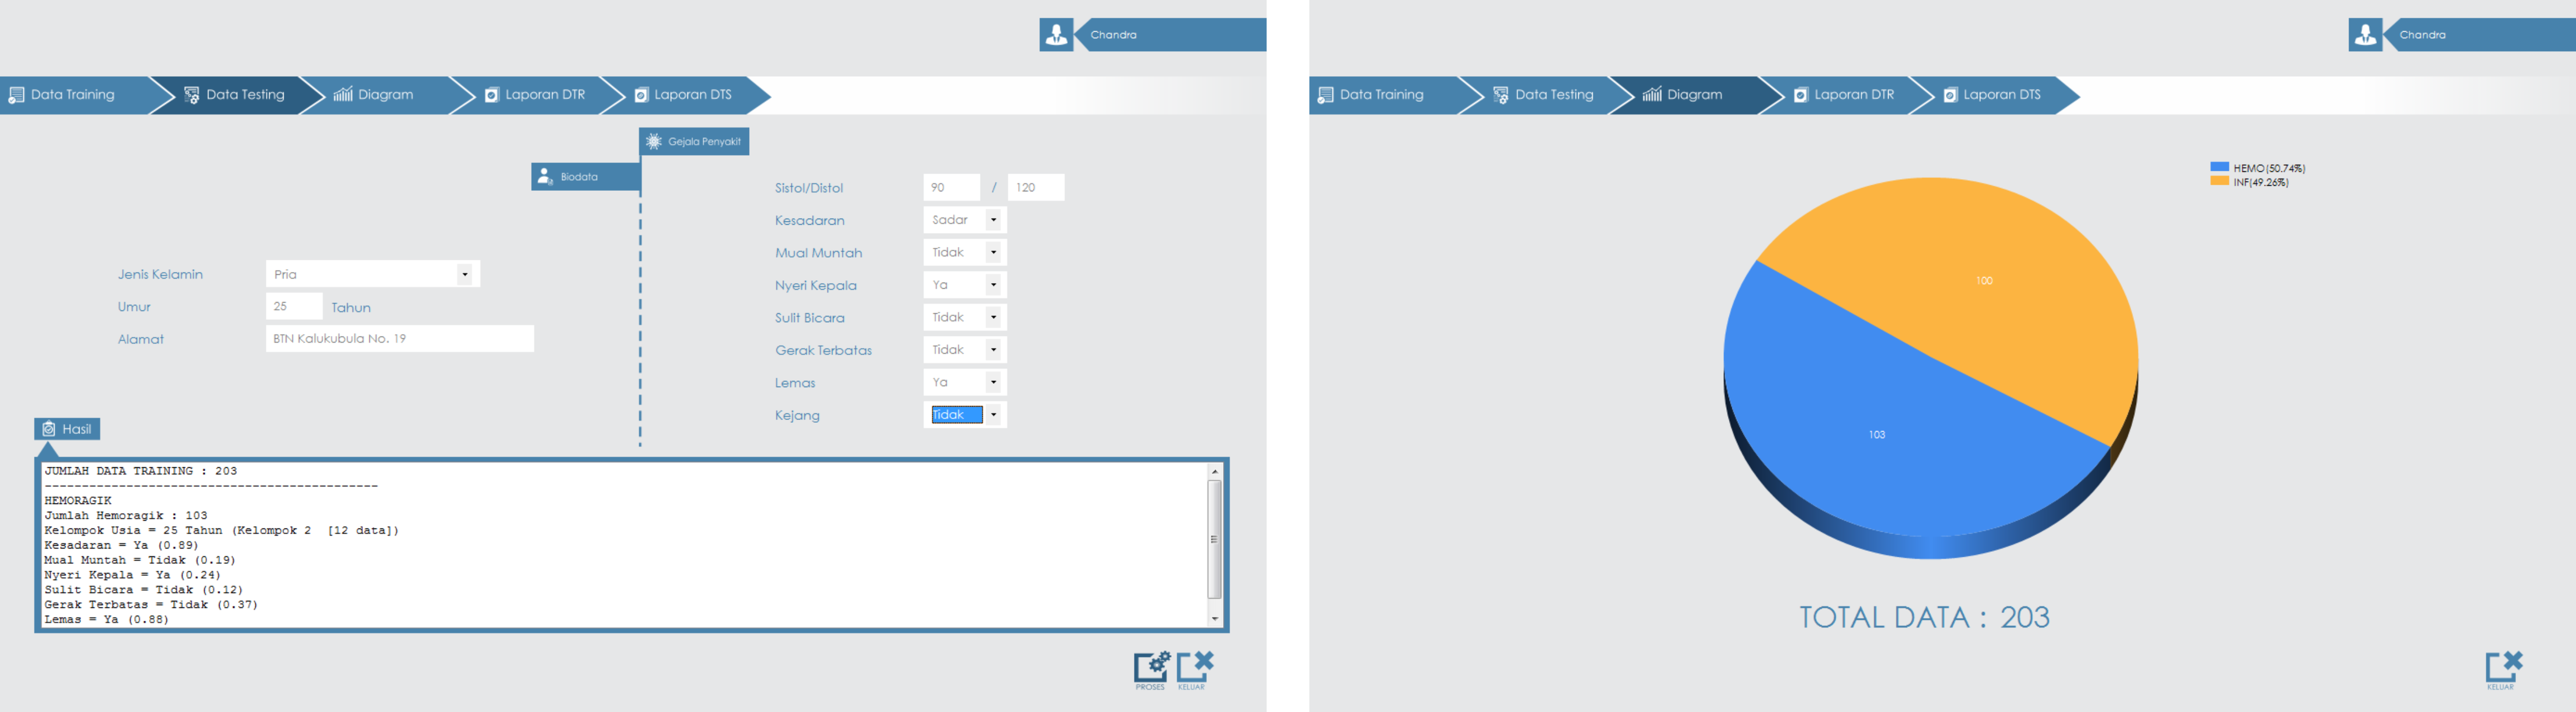 Chandra
Data Training
Data Testing
Diagram
Laporan DTR
Laporan DTS
Gejala Penyakit
Biodata
Jenis Kelamin Pria
Umur 25 Tahun
Alamat BTN Kalukubula No. 19
Sistol/Distol 90 / 120
Kesadaran Sadar
Mual Muntah Tidak
Nyeri Kepala Ya
Sulit Bicara Tidak
Gerak Terbatas Tidak
Lemas Ya
Kejang Tidak
Hasil
JUMLAH DATA TRAINING : 203
--------------------------------------------
HEMORAGIK
Jumlah Hemoragik : 103
Kelompok Usia = 25 Tahun (Kelompok 2 [12 data])
Kesadaran = Ya (0.89)
Mual Muntah = Tidak (0.19)
Nyeri Kepala = Ya (0.24)
Sulit Bicara = Tidak (0.12)
Gerak Terbatas = Tidak (0.37)
Lemas = Ya (0.88)
PROSES
KELUAR
Chandra
Data Training
Data Testing
Diagram
Laporan DTR
Laporan DTS
HEMO(50.74%)
INF(49.26%)
100
103
TOTAL DATA : 203
KELUAR